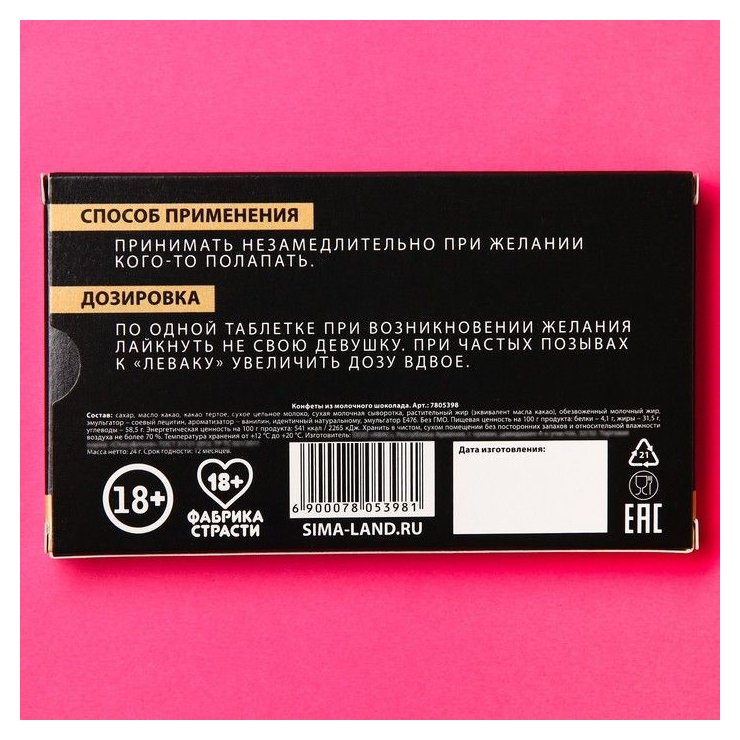 СПОСОБ ПРИМЕНЕНИЯ
ПРИНИМАТЬ НЕЗАМЕДЛИТЕЛЬНО ПРИ ЖЕЛАНИИ
КОГО-ТО ПОЛАПАТЬ.
ДОЗИРОВКА
ПО ОДНОЙ ТАБЛЕТКЕ ПРИ ВОЗНИКНОВЕНИИ ЖЕЛАНИЯ
ЛАЙКНУТЬ НЕ СВОЮ ДЕВУШКУ. ПРИ ЧАСТЫХ ПОЗЫВАХ
К «ЛЕВАКУ» УВЕЛИЧИТЬ ДОЗУ ВДВОЕ.
Конфеты из молочного шоколада. Арт.: 7805398
Состав: сахар, масло какао, какао тертое, сухое цельное молоко, сухая молочная сыворотка, растительный жир (эквивалент масла какао), обезвоженный молочный жир,
эмульгатор – соевый лецитин, ароматизатор – ванилин, идентичный натуральному, эмульгатор Е476. Без ГМО. Пищевая ценность на 100 г продукта: белки – 4,1 г, жиры – 31,5 г,
углеводы – 58,5 г. Энергетическая ценность на 100 г продукта: 541 ккал / 2265 кДж. Хранить в чистом, сухом помещении без посторонних запахов и относительной влажности
воздуха не более 70 %. Температура хранения от +12 °С до +20 °С. Изготовитель:
Масса нетто: 24 г. Срок годности: 12 месяцев.
18+
18+
ФАБРИКА
СТРАСТИ
6 900078 053981
SIMA-LAND.RU
Дата изготовления:
21
EAC